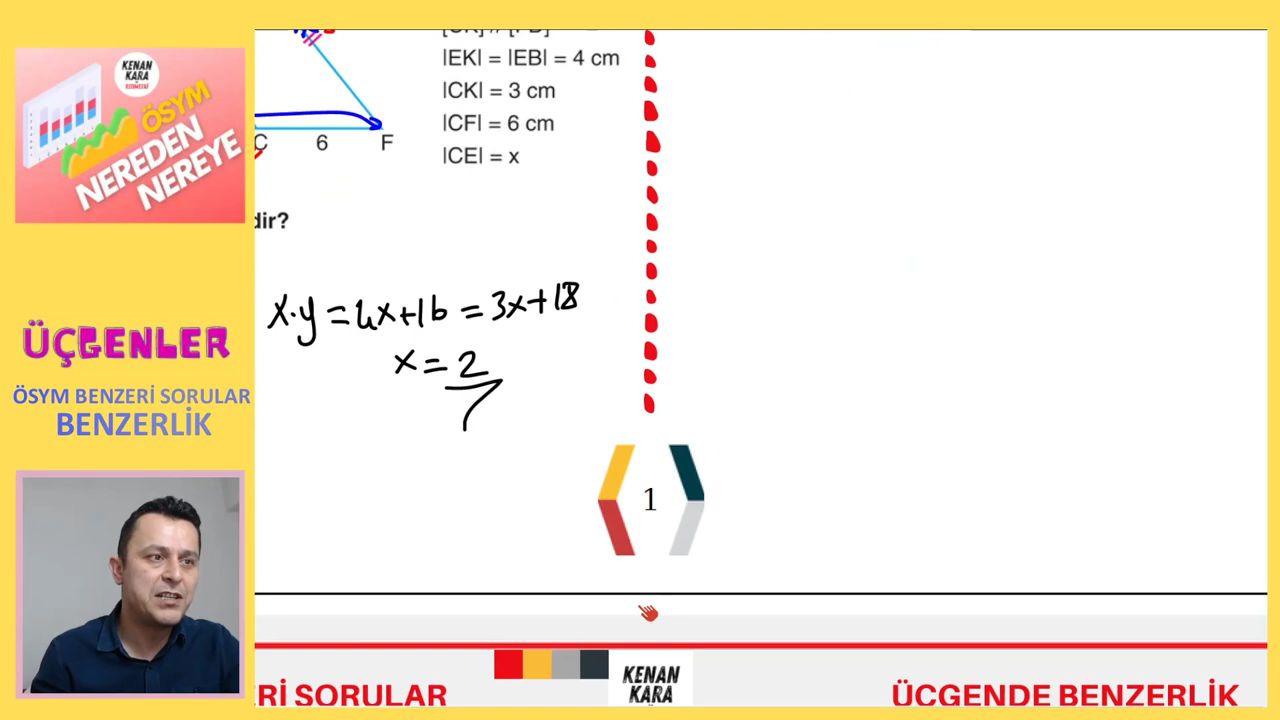 KENAN
KARA
ÖSYM
NEREDEN
NEREYE
ÜÇGENLER
ÖSYM BENZERİ SORULAR
BENZERLİK
C 6 F
|EK| = |EB| = 4 cm
|CK| = 3 cm
|CF| = 6 cm
|CE| = x
dir?
x.y = 4x+16 = 3x+18
x = 2
1
Rİ SORULAR
KENAN
KARA
ÜÇGENDE BENZERLİK